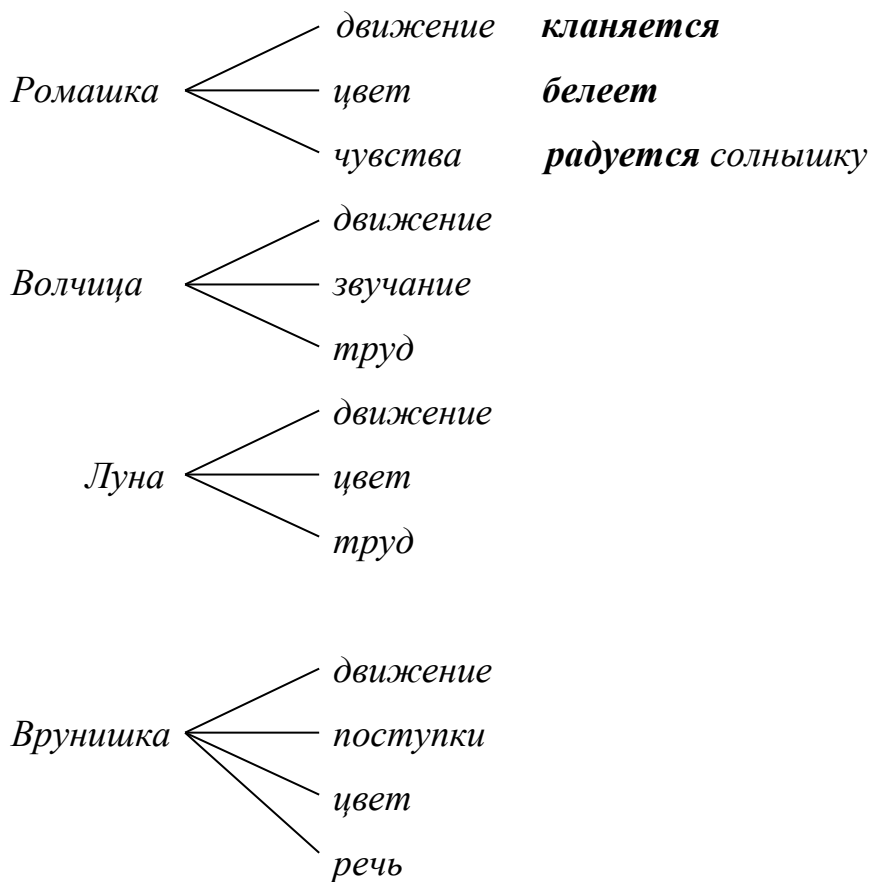 движение кланяется
Ромашка цвет белеет
чувства радуется солнышку
движение
Волчица звучание
труд
движение
Луна цвет
труд
движение
Врунишка поступки
цвет
речь